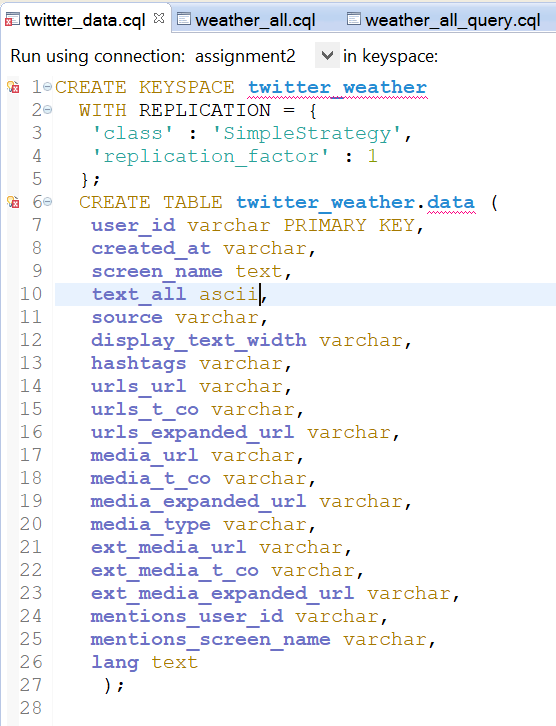 twitter_data.cql weather_all.cql weather_all_query.cql
Run using connection: assignment2 in keyspace:
1 CREATE KEYSPACE twitter_weather
2 WITH REPLICATION = {
3 'class' : 'SimpleStrategy',
4 'replication_factor' : 1
5 };
6 CREATE TABLE twitter_weather.data (
7 user_id varchar PRIMARY KEY,
8 created_at varchar,
9 screen_name text,
10 text_all ascii,
11 source varchar,
12 display_text_width varchar,
13 hashtags varchar,
14 urls_url varchar,
15 urls_t_co varchar,
16 urls_expanded_url varchar,
17 media_url varchar,
18 media_t_co varchar,
19 media_expanded_url varchar,
20 media_type varchar,
21 ext_media_url varchar,
22 ext_media_t_co varchar,
23 ext_media_expanded_url varchar,
24 mentions_user_id varchar,
25 mentions_screen_name varchar,
26 lang text
27 );
28